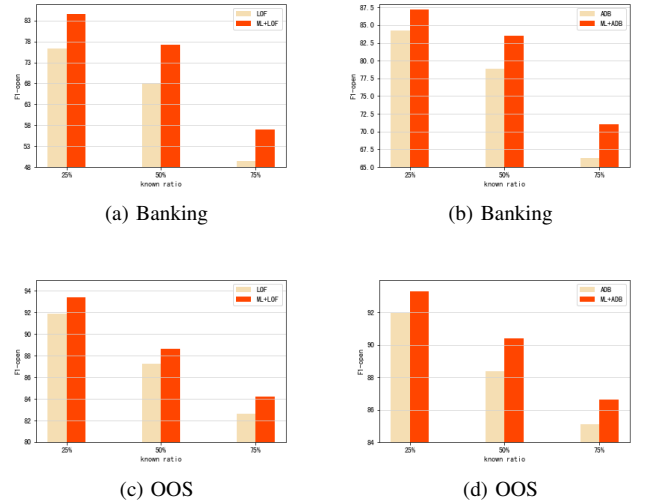 LOF
ML+LOF
F1-open
83
78
73
68
63
58
53
48
25%
50%
75%
known ratio
(a) Banking
ADB
ML+ADB
F1-open
87.5
85.0
82.5
80.0
77.5
75.0
72.5
70.0
67.5
65.0
25%
50%
75%
known ratio
(b) Banking
LOF
ML+LOF
F1-open
94
92
90
88
86
84
82
80
25%
50%
75%
known ratio
(c) OOS
ADB
ML+ADB
F1-open
92
90
88
86
84
25%
50%
75%
known ratio
(d) OOS